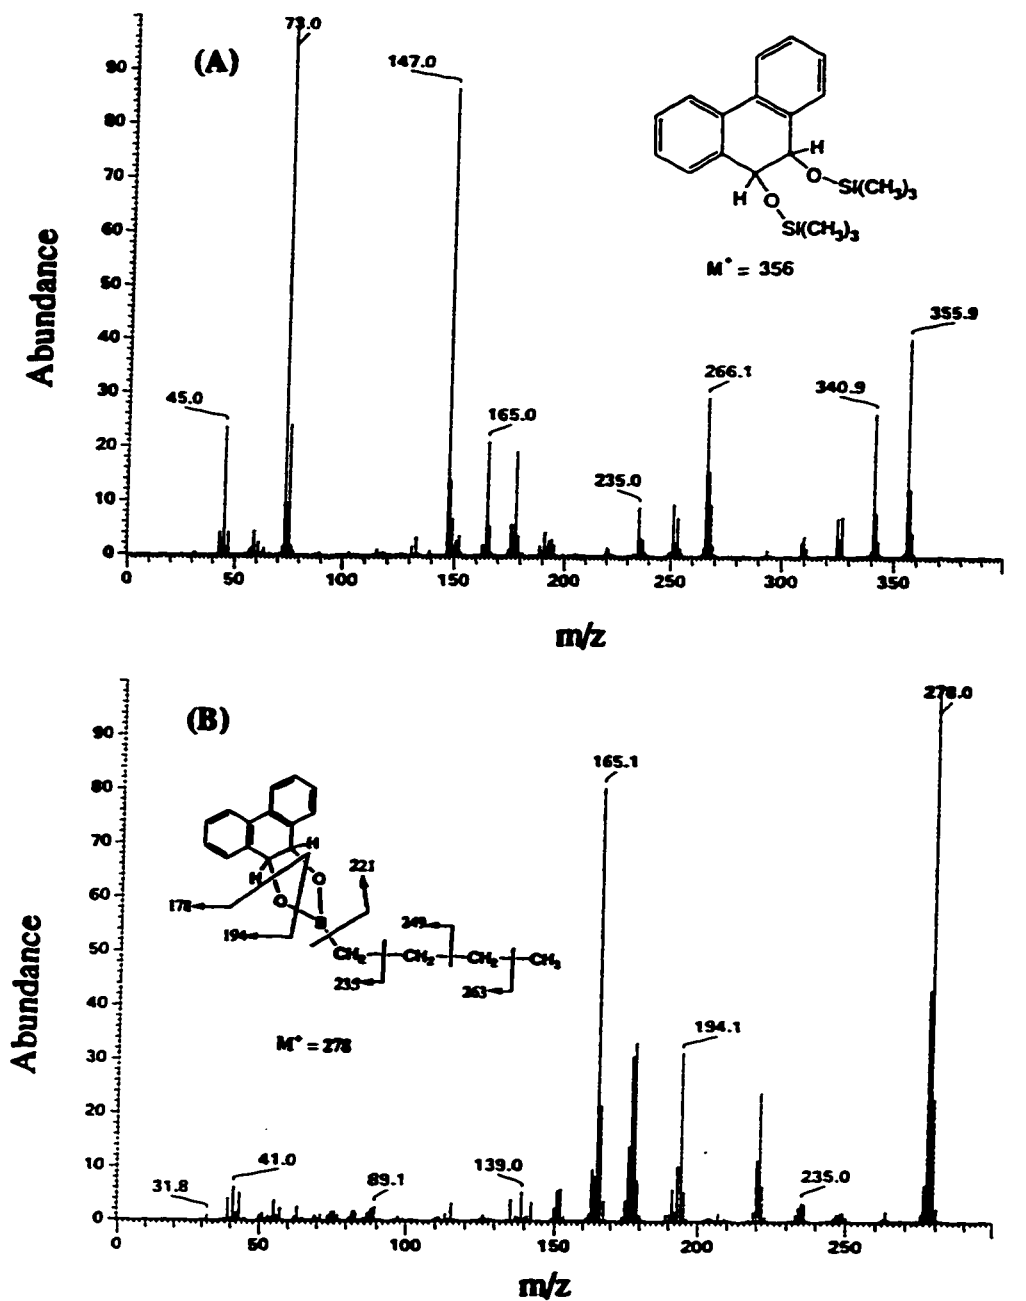 73.0
(A)
147.0
H
O
Si(CH3)3
H
O
Si(CH3)3
M+ = 356
355.9
266.1
340.9
45.0
165.0
235.0
90
80
70
60
50
40
30
20
10
0
Abundance
0 50 100 150 200 250 300 350
m/z
278.0
(B)
165.1
H
221
H
O
O
178
B
194
249
CH2 CH2 CH2 CH3
235
263
M+ = 278
194.1
41.0
31.8
89.1
139.0
235.0
90
80
70
60
50
40
30
20
10
0
Abundance
0 50 100 150 200 250
m/z